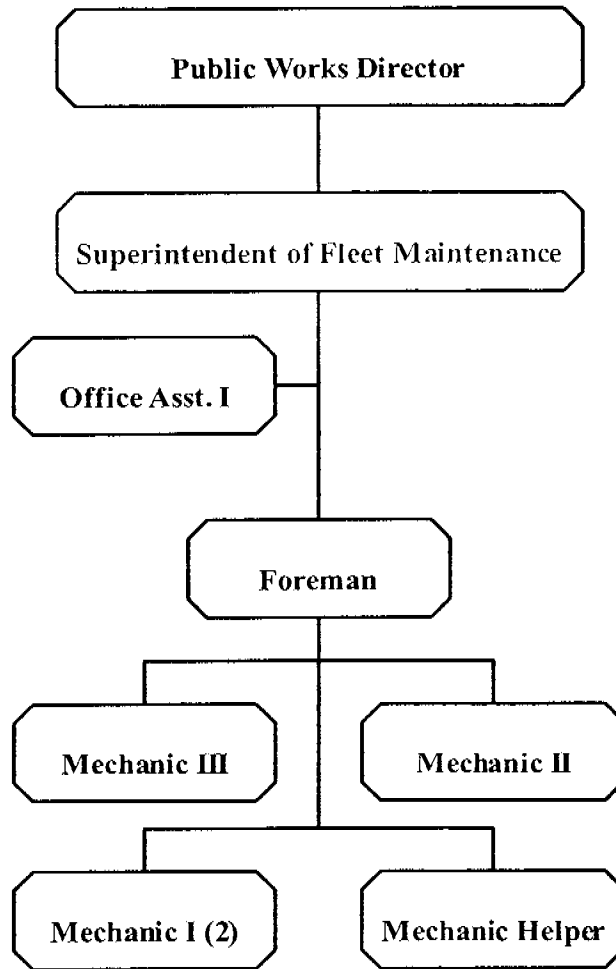 Public Works Director
Superintendent of Fleet Maintenance
Office Asst. I
Foreman
Mechanic III
Mechanic II
Mechanic I (2)
Mechanic Helper